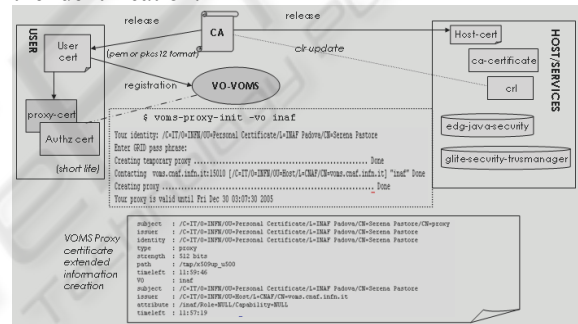 release
release
CA
USER
User
cert
(pem or pkcs12 format)
clr update
Host-cert
ca-certificate
crl
HOST/SERVICES
registration
VO-VOMS
proxy-cert
Authz cert
(short life)
edg-java-security
glite-security-trusmanager
$ voms-proxy-init -vo inaf
Your identity: /C=IT/O=INFN/OU=Personal Certificate/L=INAF Padova/CN=Serena Pastore
Enter GRID pass phrase:
Creating temporary proxy ........ Done
Contacting voms.cnaf.infn.it:15010 [/C=IT/O=INFN/OU=Host/L=CNAF/CN=voms.cnaf.infn.it] "inaf" Done
Creating proxy ........ Done
Your proxy is valid until Fri Dec 30 03:07:30 2005
VOMS Proxy
certificate
extended
information
creation
subject : /C=IT/O=INFN/OU=Personal Certificate/L=INAF Padova/CN=Serena Pastore/CN=proxy
issuer : /C=IT/O=INFN/OU=Personal Certificate/L=INAF Padova/CN=Serena Pastore
identity : /C=IT/O=INFN/OU=Personal Certificate/L=INAF Padova/CN=Serena Pastore
type : proxy
strength : 512 bits
path : /tmp/x509up_u500
timeleft : 11:59:46
VO : inaf
subject : /C=IT/O=INFN/OU=Personal Certificate/L=INAF Padova/CN=Serena Pastore
issuer : /C=IT/O=INFN/OU=Host/L=CNAF/CN=voms.cnaf.infn.it
attribute : /inaf/Role=NULL/Capability=NULL
timeleft : 11:57:19